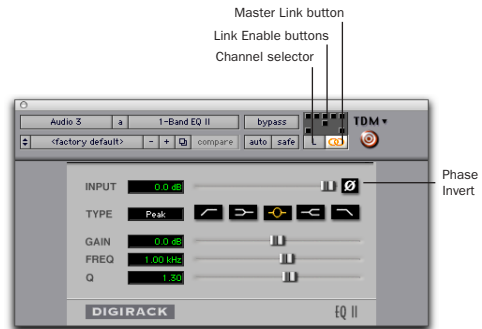 Master Link button
Link Enable buttons
Channel selector
Audio 3 a 1-Band EQ II bypass TDM
<factory default> - + compare auto safe L
Phase
Invert
INPUT 0.0 dB Ø
TYPE Peak
GAIN 0.0 dB
FREQ 1.00 kHz
Q 1.30
DIGIRACK EQ II